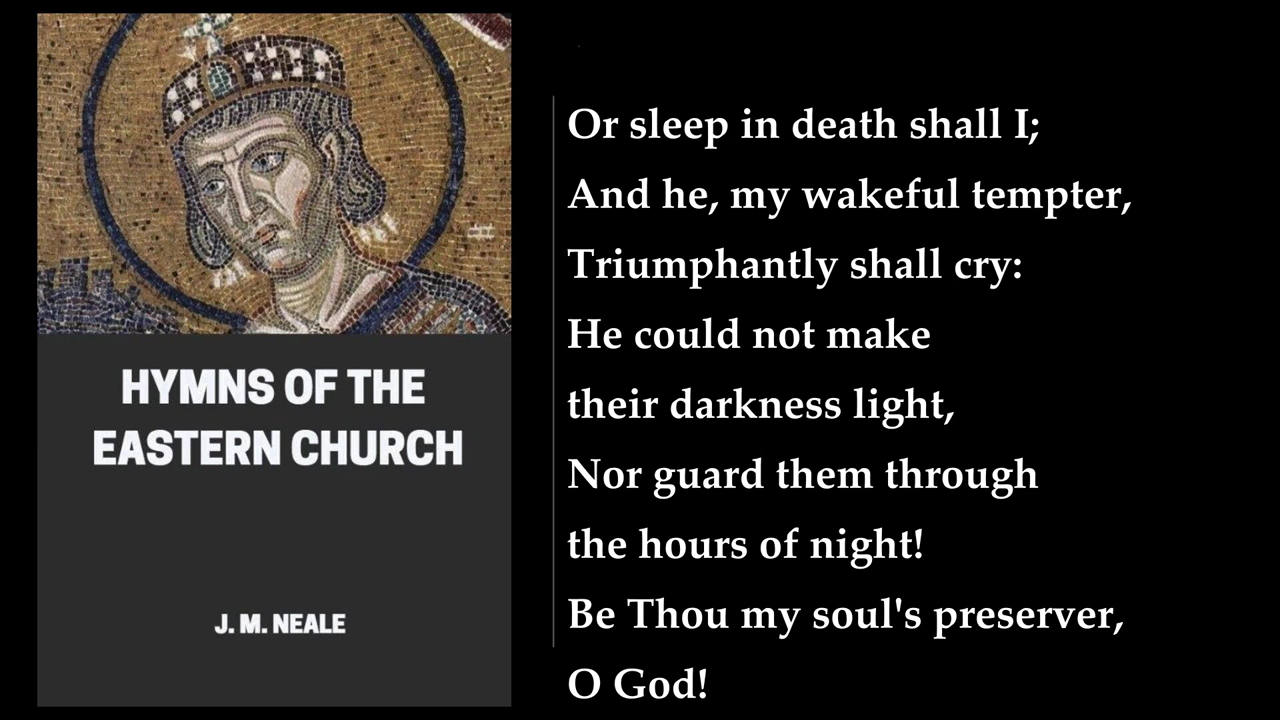 HYMNS OF THE
EASTERN CHURCH
J. M. NEALE
Or sleep in death shall I;
And he, my wakeful tempter,
Triumphantly shall cry:
He could not make
their darkness light,
Nor guard them through
the hours of night!
Be Thou my soul's preserver,
O God!